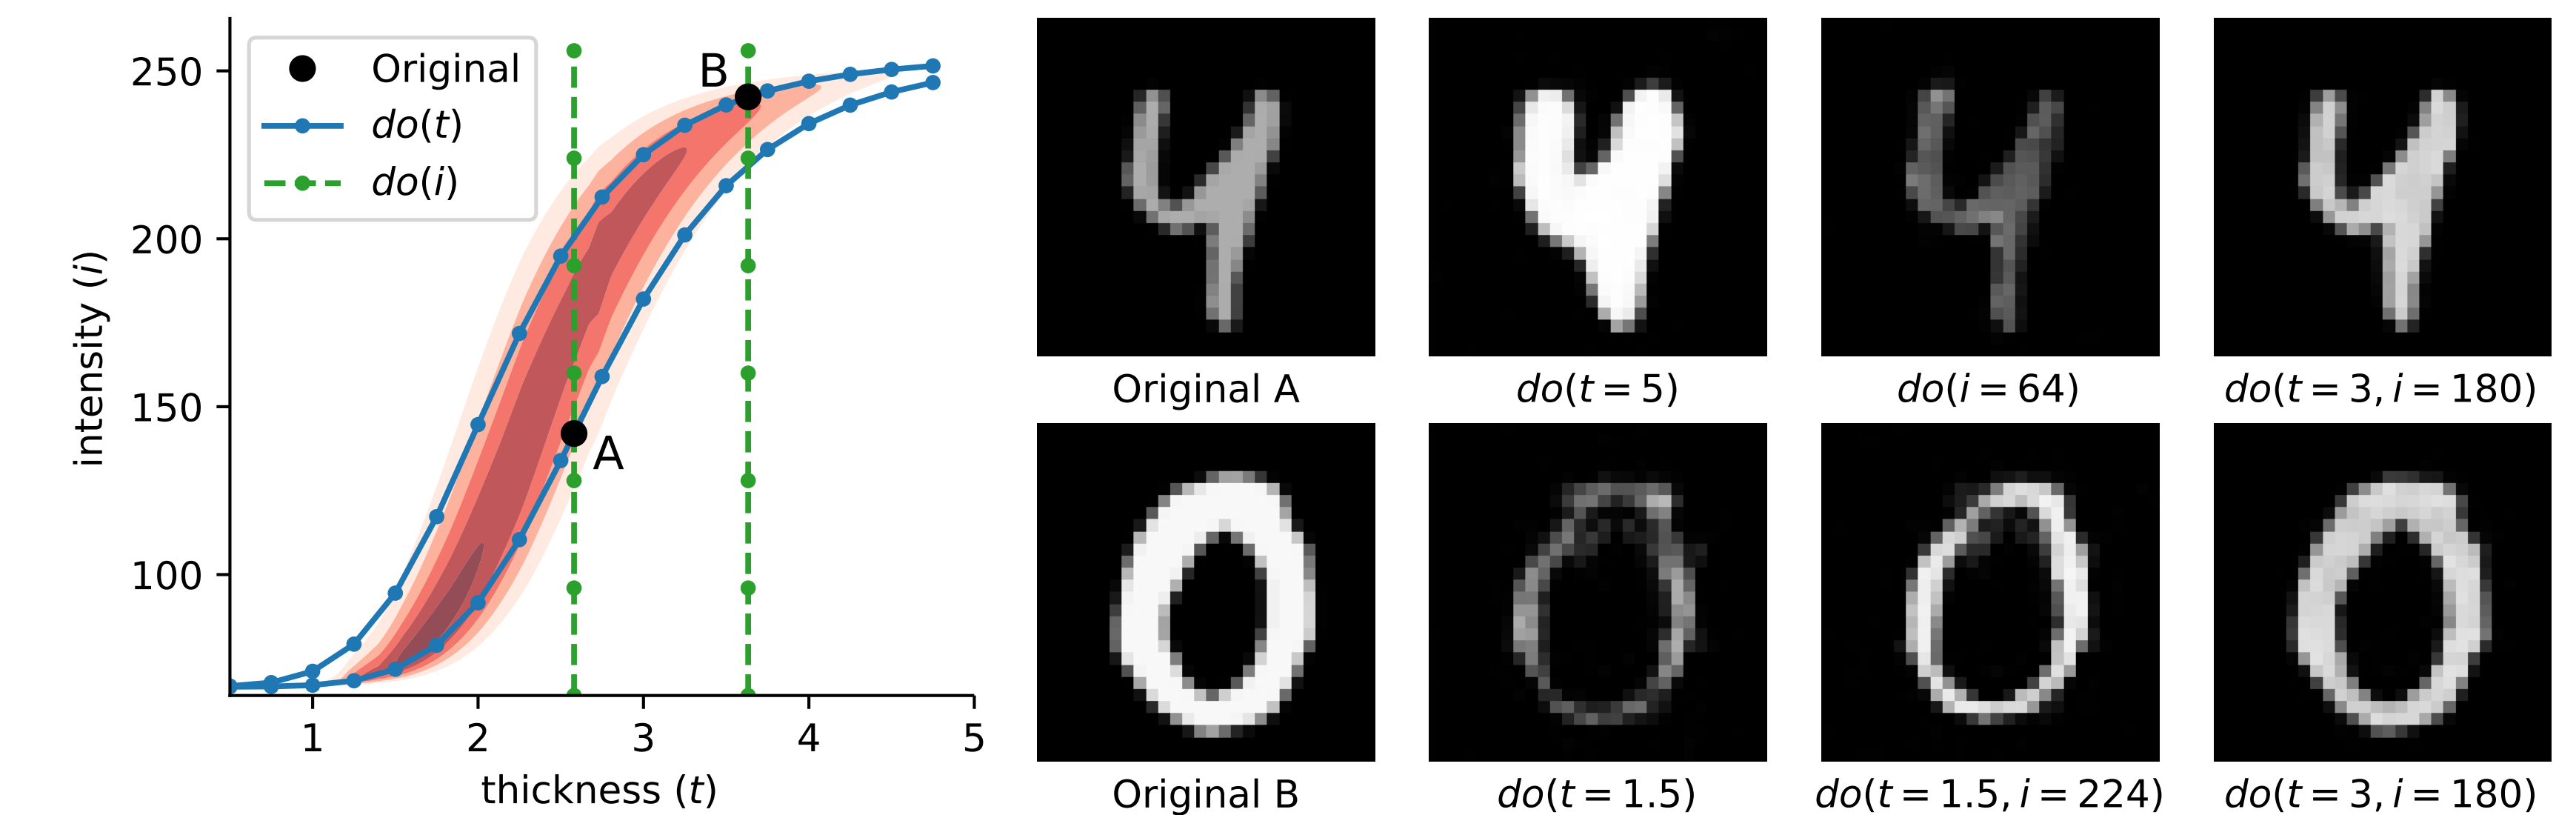 250
200
150
100
intensity (i)
Original
do(t)
do(i)
B
A
1 2 3 4 5
thickness (t)
Original A
do(t = 5)
do(i = 64)
do(t = 3, i = 180)
Original B
do(t = 1.5)
do(t = 1.5, i = 224)
do(t = 3, i = 180)